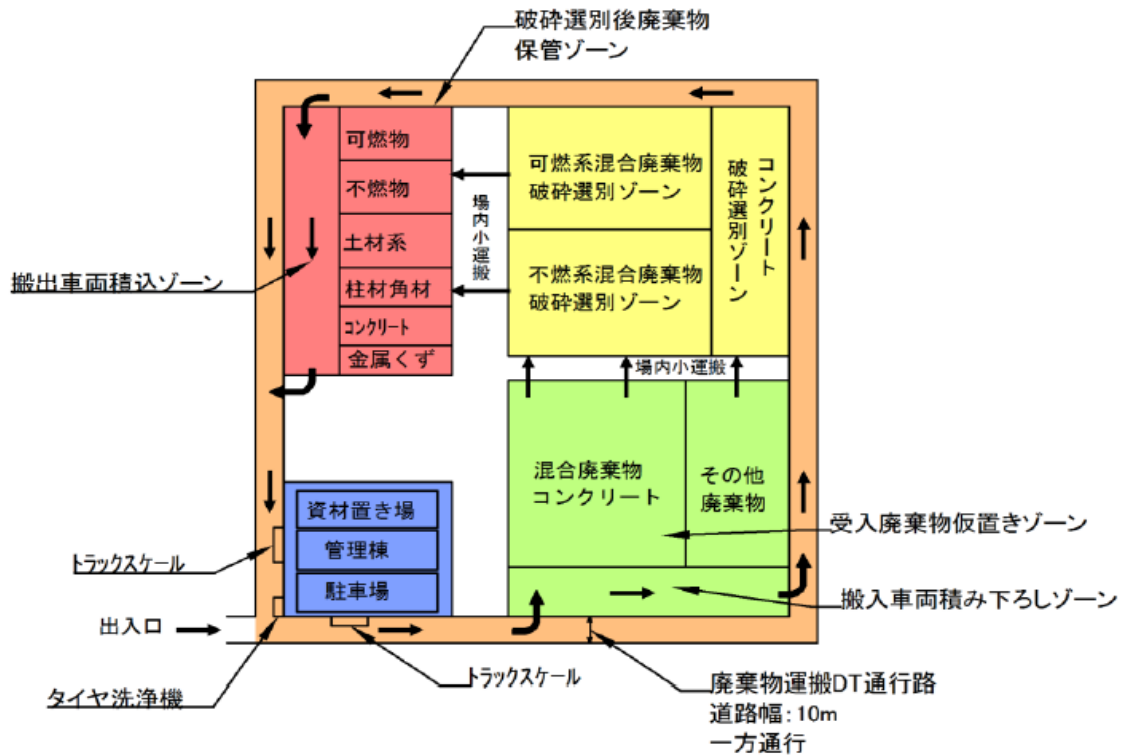 破砕選別後廃棄物
保管ゾーン
可燃物
不燃物
土材系
柱材角材
コンクリート
金属くず
場内小運搬
可燃系混合廃棄物
破砕選別ゾーン
不燃系混合廃棄物
破砕選別ゾーン
コンクリート
破砕選別ゾーン
搬出車両積込ゾーン
場内小運搬
混合廃棄物
コンクリート
その他
廃棄物
受入廃棄物仮置きゾーン
資材置き場
管理棟
駐車場
トラックスケール
搬入車両積み下ろしゾーン
出入口
タイヤ洗浄機
トラックスケール
廃棄物運搬DT通行路
道路幅:10m
一方通行